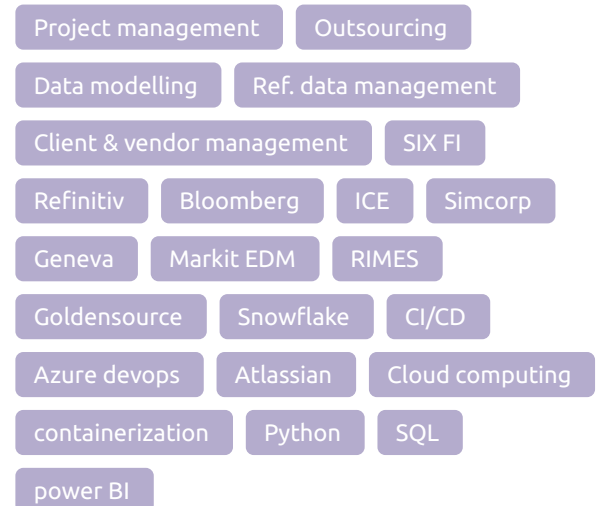 Project management Outsourcing
Data modelling Ref. data management
Client & vendor management SIX FI
Refinitiv Bloomberg ICE Simcorp
Geneva Markit EDM RIMES
Goldensource Snowflake CI/CD
Azure devops Atlassian Cloud computing
containerization Python SQL
power BI